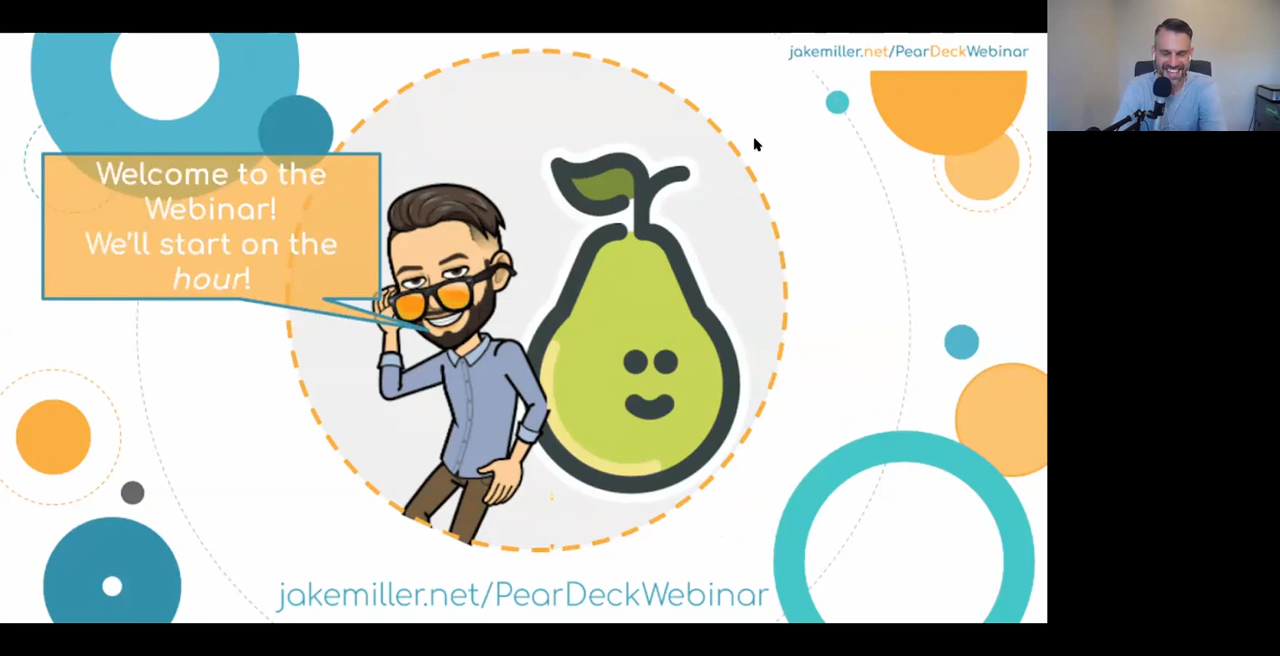 jakemiller.net/PearDeckWebinar
Welcome to the
Webinar!
We'll start on the
hour!
jakemiller.net/PearDeckWebinar